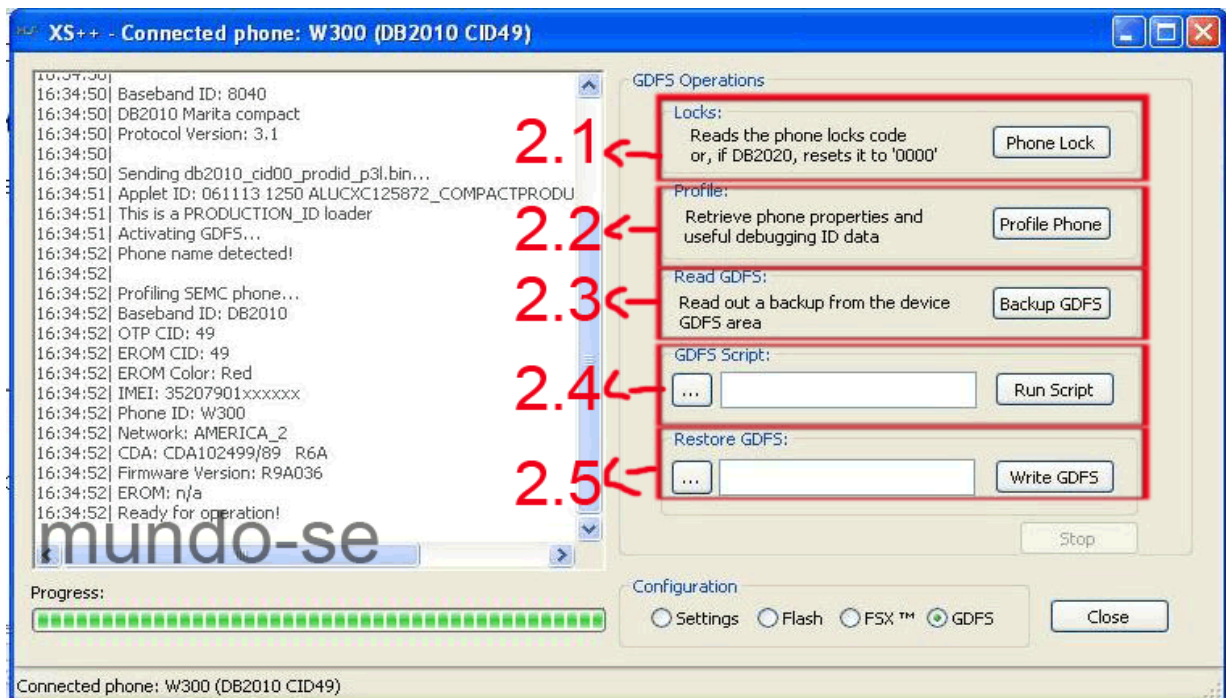 XS++ - Connected phone: W300 (DB2010 CID49)
16:34:50|
16:34:50| Baseband ID: 8040
16:34:50| DB2010 Marita compact
16:34:50| Protocol Version: 3.1
16:34:50|
16:34:50| Sending db2010_cid00_prodid_p3l.bin...
16:34:51| Applet ID: 061113 1250 ALUCXC125872_COMPACTPRODU
16:34:51| This is a PRODUCTION_ID loader
16:34:51| Activating GDFS...
16:34:52| Phone name detected!
16:34:52|
16:34:52| Profiling SEMC phone...
16:34:52| Baseband ID: DB2010
16:34:52| OTP CID: 49
16:34:52| EROM CID: 49
16:34:52| EROM Color: Red
16:34:52| IMEI: 35207901xxxxxx
16:34:52| Phone ID: W300
16:34:52| Network: AMERICA_2
16:34:52| CDA: CDA102499/89 R6A
16:34:52| Firmware Version: R9A036
16:34:52| EROM: n/a
16:34:52| Ready for operation!
mundo-se
Progress:
GDFS Operations
2.1
Locks:
Reads the phone locks code
or, if DB2020, resets it to '0000'
Phone Lock
2.2
Profile:
Retrieve phone properties and
useful debugging ID data
Profile Phone
2.3
Read GDFS:
Read out a backup from the device
GDFS area
Backup GDFS
2.4
GDFS Script:
...
Run Script
2.5
Restore GDFS:
...
Write GDFS
Stop
Configuration
Settings
Flash
FSX ™
GDFS
Close
Connected phone: W300 (DB2010 CID49)